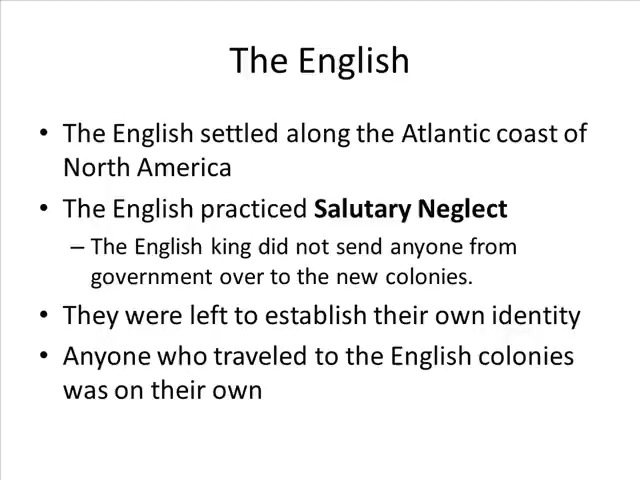 The English
• The English settled along the Atlantic coast of
North America
• The English practiced Salutary Neglect
– The English king did not send anyone from
government over to the new colonies.
• They were left to establish their own identity
• Anyone who traveled to the English colonies
was on their own